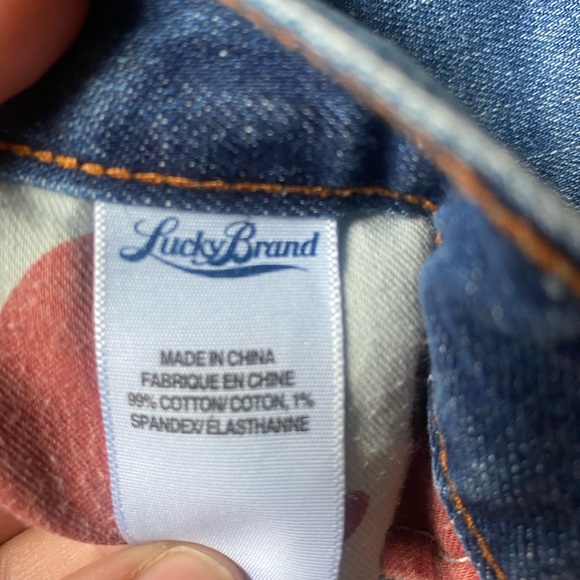 Lucky Brand
MADE IN CHINA
FABRIQUE EN CHINE
99% COTTON/COTON, 1%
SPANDEX/ÉLASTHANNE